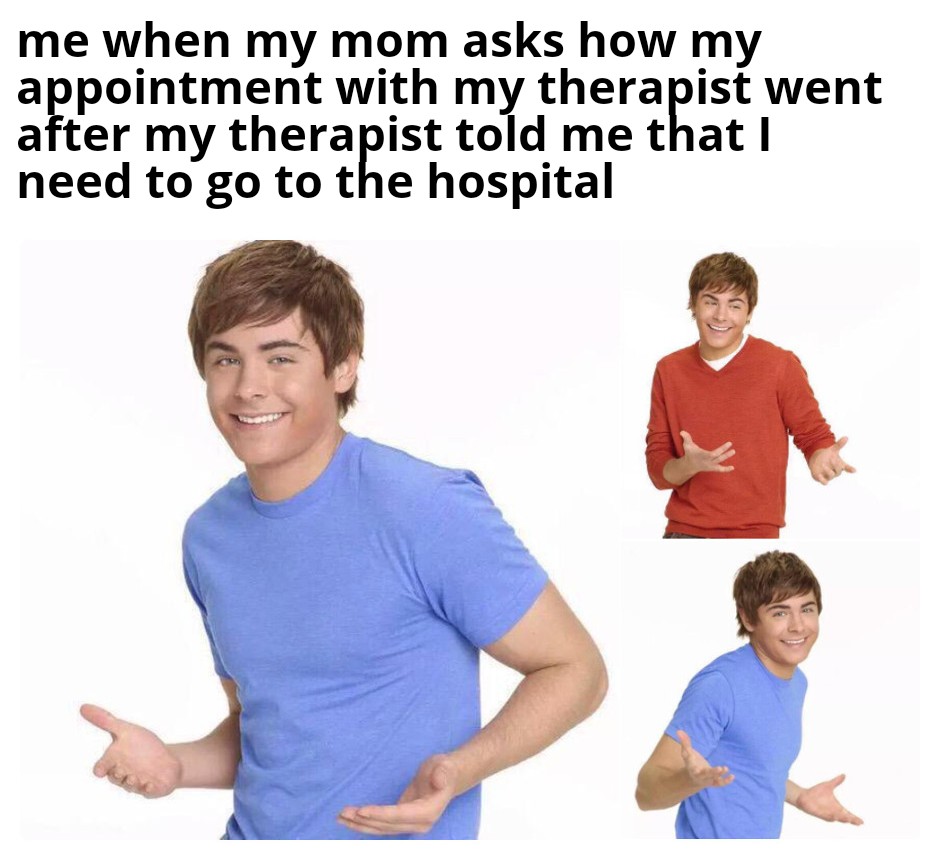 me when my mom asks how my
appointment with my therapist went
after my therapist told me that I
need to go to the hospital